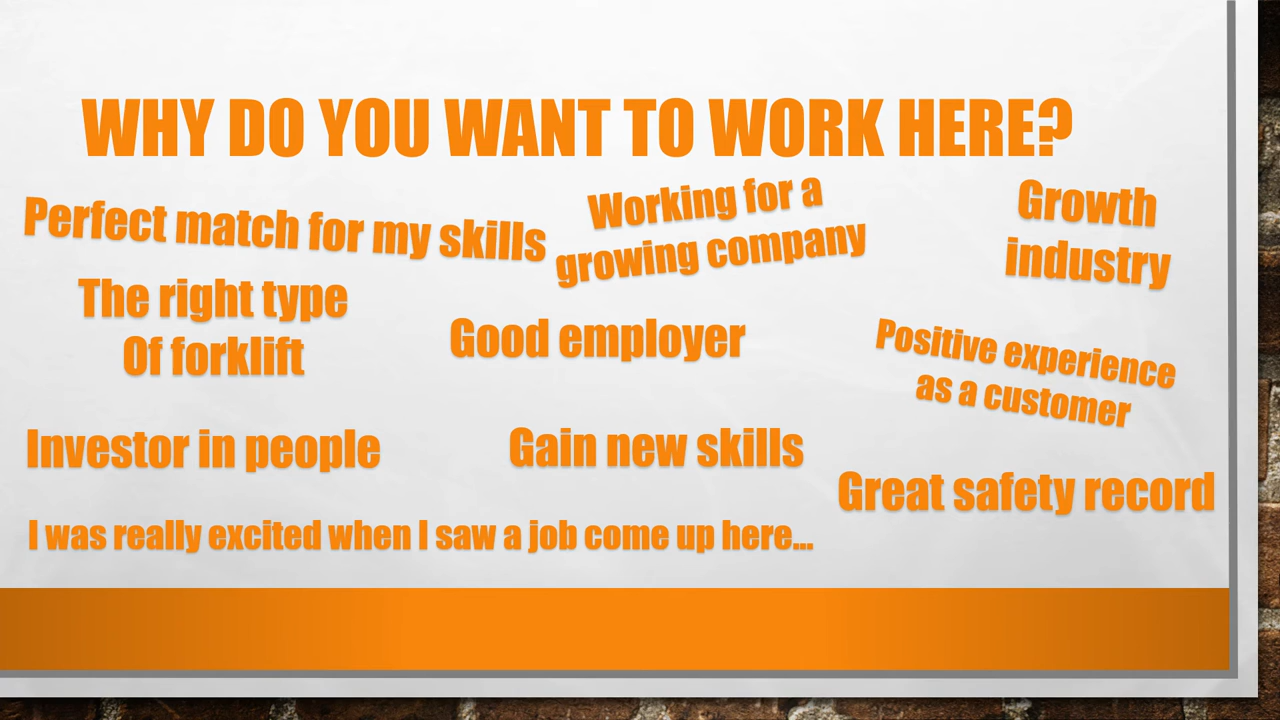 WHY DO YOU WANT TO WORK HERE?
Perfect match for my skills
Working for a
growing company
Growth
industry
The right type
Of forklift
Good employer
Positive experience
as a customer
Investor in people
Gain new skills
Great safety record
I was really excited when I saw a job come up here...